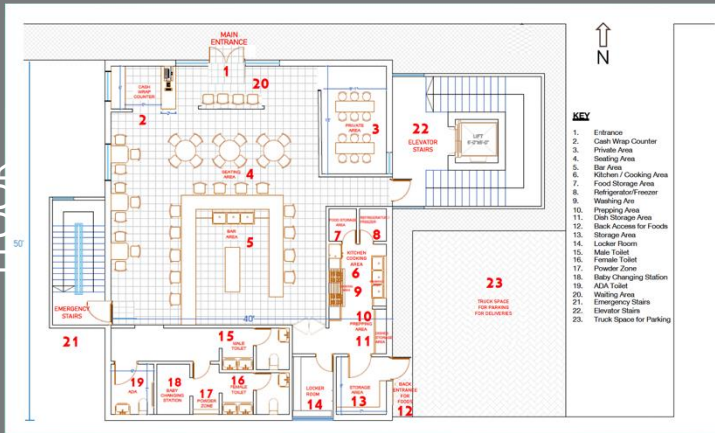 MAIN
ENTRANCE
1
20
CASH
WRAP
COUNTER
2
PRIVATE
AREA
3
22
ELEVATOR
STAIRS
LIFT
SEATING
AREA
4
BAR
AREA
5
FOOD STORAGE
AREA
7
REFRIGERATOR/
FREEZER
8
KITCHEN
COOKING
AREA
6
9
10
PREPPING
AREA
11
50'
40'
EMERGENCY
STAIRS
21
15
MALE
TOILET
16
FEMALE
TOILET
19
ADA
18
BABY
CHANGING
STATION
17
POWDER
ZONE
LOCKER
ROOM
14
STORAGE
AREA
13
BACK
ENTRANCE
FOR
FOODS
12
23
TRUCK SPACE
FOR PARKING
FOR DELIVERIES
N
KEY
1. Entrance
2. Cash Wrap Counter
3. Private Area
4. Seating Area
5. Bar Area
6. Kitchen / Cooking Area
7. Food Storage Area
8. Refrigerator/Freezer
9. Washing Are
10. Prepping Area
11. Dish Storage Area
12. Back Access for Foods
13. Storage Area
14. Locker Room
15. Male Toilet
16. Female Toilet
17. Powder Zone
18. Baby Changing Station
19. ADA Toilet
20. Waiting Area
21. Emergency Stairs
22. Elevator Stairs
23. Truck Space for Parking